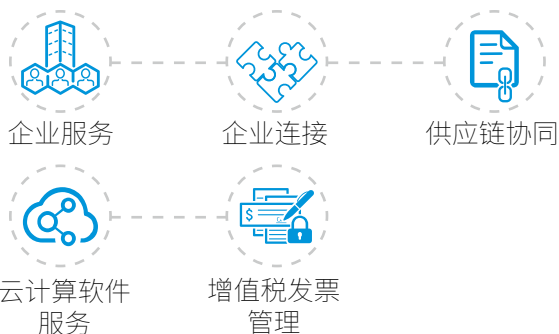 企业服务
企业连接
供应链协同
云计算软件
服务
增值税发票
管理